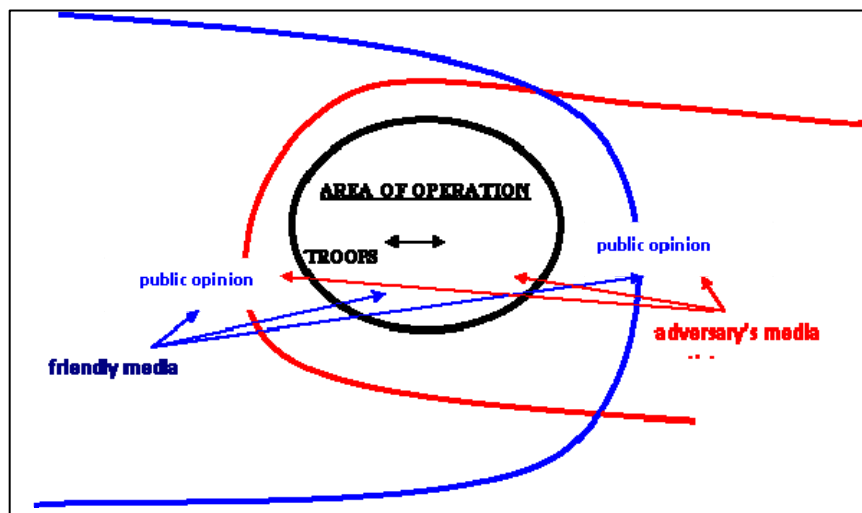 AREA OF OPERATION
TROOPS
public opinion
public opinion
adversary's media
friendly media